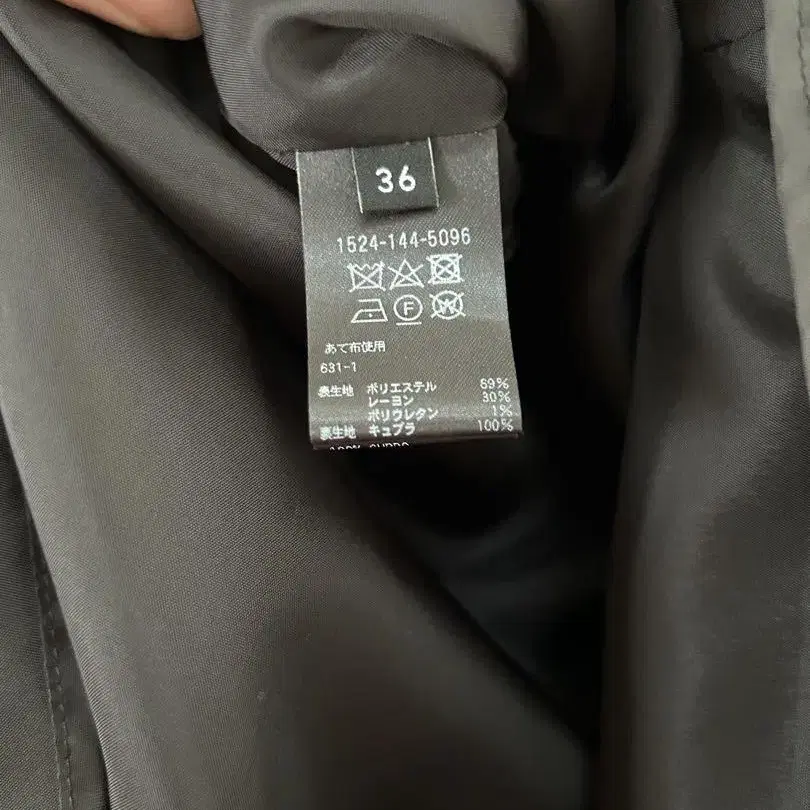 36
1524-144-5096
F
W
あて布使用
631-1
表生地 ポリエステル 69%
レーヨン 30%
ポリウレタン 1%
裏生地 キュプラ 100%
100% CUPRO